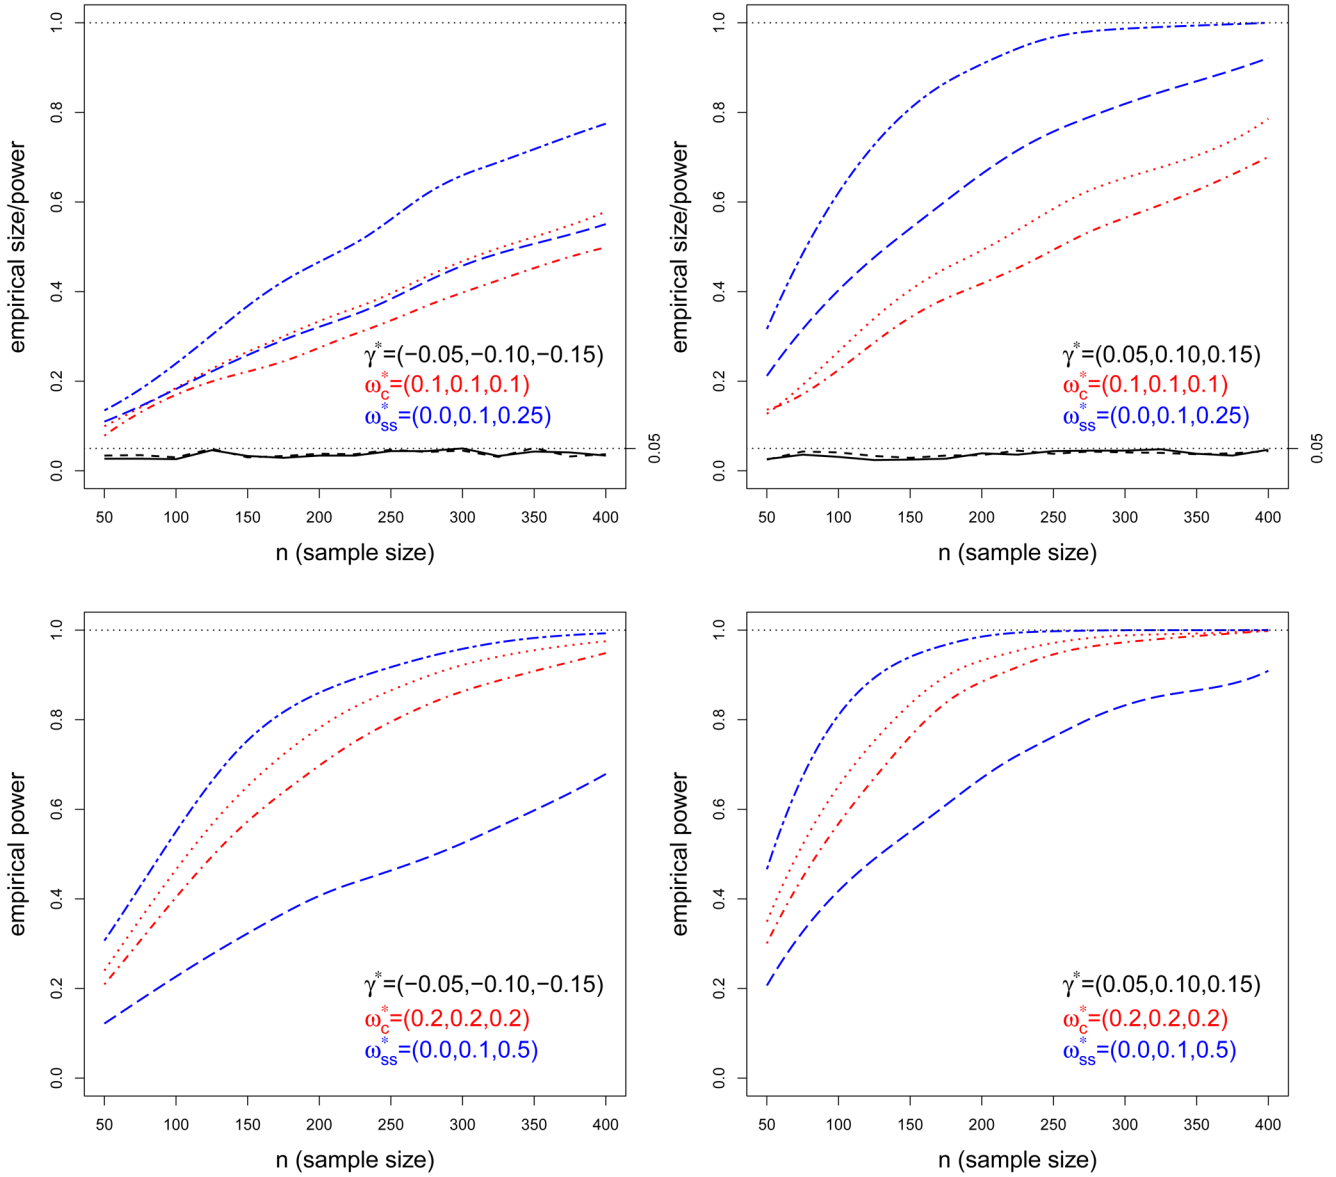 empirical size/power
1.0
0.8
0.6
0.4
0.2
0.0
γ*=(−0.05,−0.10,−0.15)
ω*c=(0.1,0.1,0.1)
ω*ss=(0.0,0.1,0.25)
0.05
50 100 150 200 250 300 350 400
n (sample size)
empirical size/power
1.0
0.8
0.6
0.4
0.2
0.0
γ*=(0.05,0.10,0.15)
ω*c=(0.1,0.1,0.1)
ω*ss=(0.0,0.1,0.25)
0.05
50 100 150 200 250 300 350 400
n (sample size)
empirical power
1.0
0.8
0.6
0.4
0.2
0.0
γ*=(−0.05,−0.10,−0.15)
ω*c=(0.2,0.2,0.2)
ω*ss=(0.0,0.1,0.5)
50 100 150 200 250 300 350 400
n (sample size)
empirical power
1.0
0.8
0.6
0.4
0.2
0.0
γ*=(0.05,0.10,0.15)
ω*c=(0.2,0.2,0.2)
ω*ss=(0.0,0.1,0.5)
50 100 150 200 250 300 350 400
n (sample size)